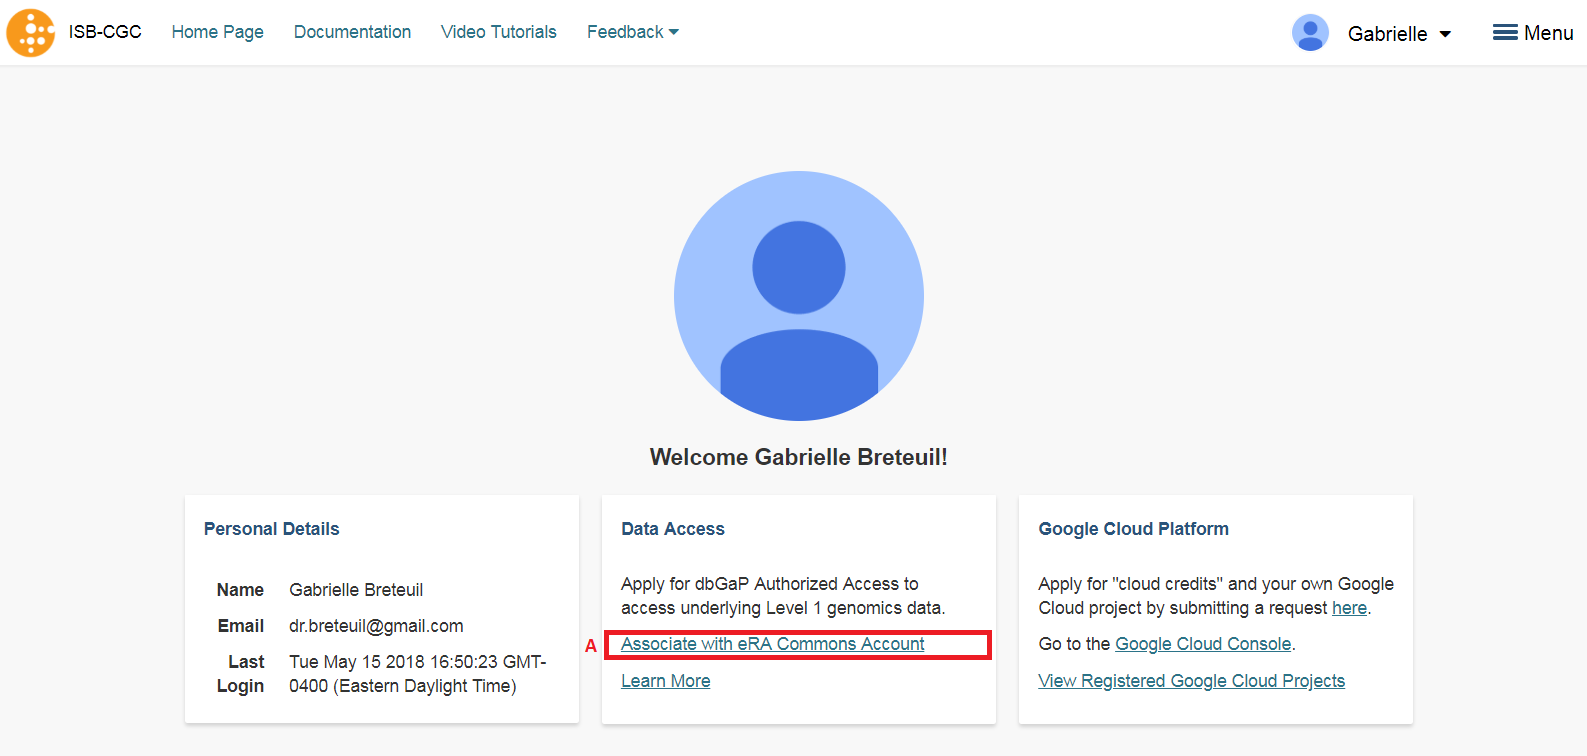 ISB-CGC Home Page Documentation Video Tutorials Feedback Gabrielle Menu
Welcome Gabrielle Breteuil!
Personal Details
Name Gabrielle Breteuil
Email dr.breteuil@gmail.com
Last Tue May 15 2018 16:50:23 GMT-
Login 0400 (Eastern Daylight Time)
Data Access
Apply for dbGaP Authorized Access to
access underlying Level 1 genomics data.
A Associate with eRA Commons Account
Learn More
Google Cloud Platform
Apply for "cloud credits" and your own Google
Cloud project by submitting a request here.
Go to the Google Cloud Console.
View Registered Google Cloud Projects